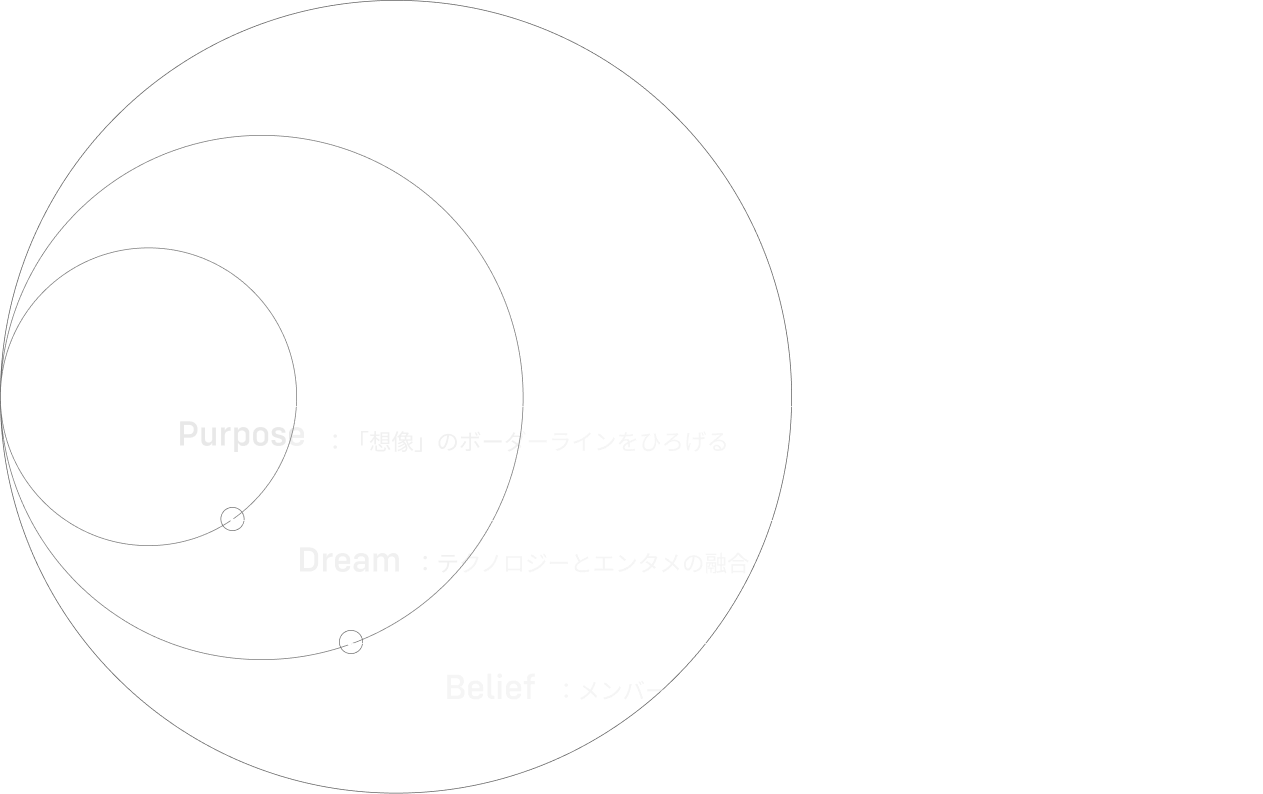 Purpose ：「想像」のボーダーラインをひろげる
Dream ：テクノロジーとエンタメの融合
Belief ：メンバー